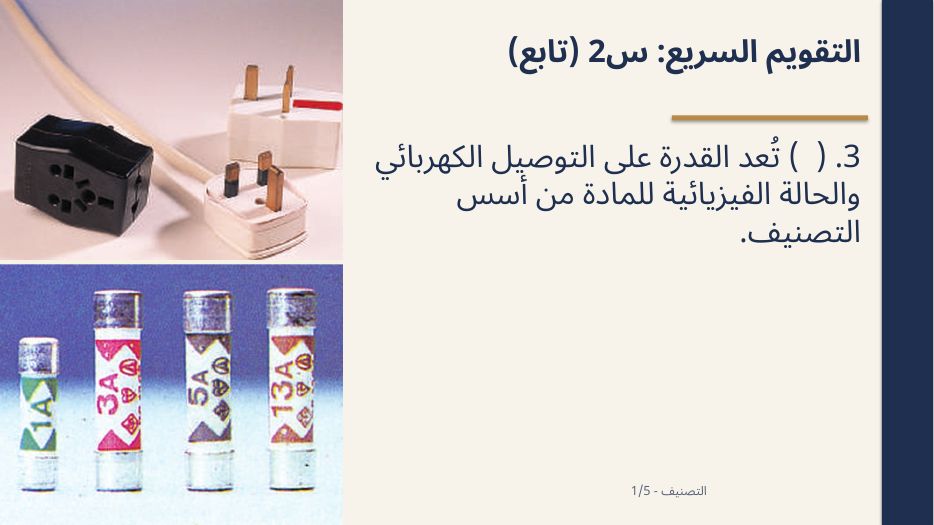 التقويم السريع: س2 (تابع)
3. (  ) تُعد القدرة على التوصيل الكهربائي
والحالة الفيزيائية للمادة من أسس
التصنيف.
1A
3A
5A
13A
التصنيف - 1/5